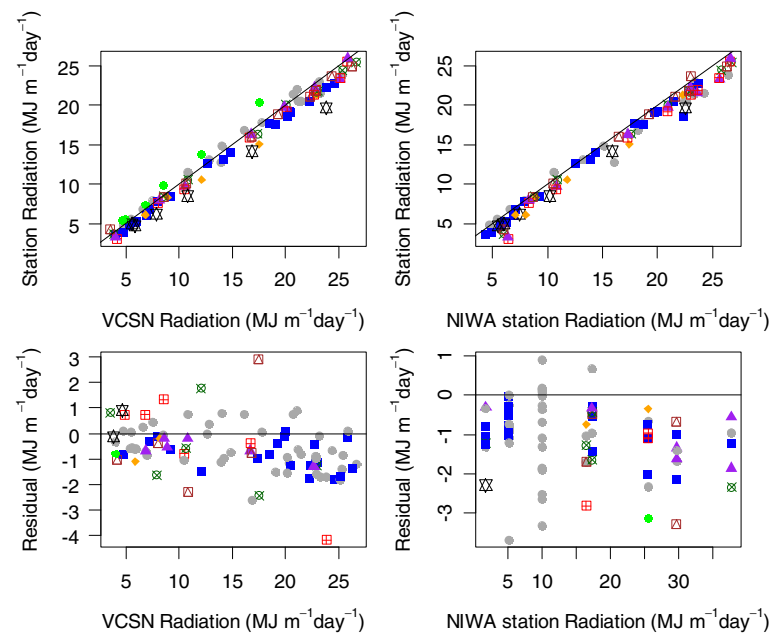 Station Radiation (MJ m⁻¹day⁻¹)
25
20
15
10
5
5 10 15 20 25
VCSN Radiation (MJ m⁻¹day⁻¹)
Station Radiation (MJ m⁻¹day⁻¹)
25
20
15
10
5
5 10 15 20 25
NIWA station Radiation (MJ m⁻¹day⁻¹)
Residual (MJ m⁻¹day⁻¹)
3
2
1
0
-1
-2
-3
-4
5 10 15 20 25
VCSN Radiation (MJ m⁻¹day⁻¹)
Residual (MJ m⁻¹day⁻¹)
1
0
-1
-2
-3
5 10 20 30
NIWA station Radiation (MJ m⁻¹day⁻¹)